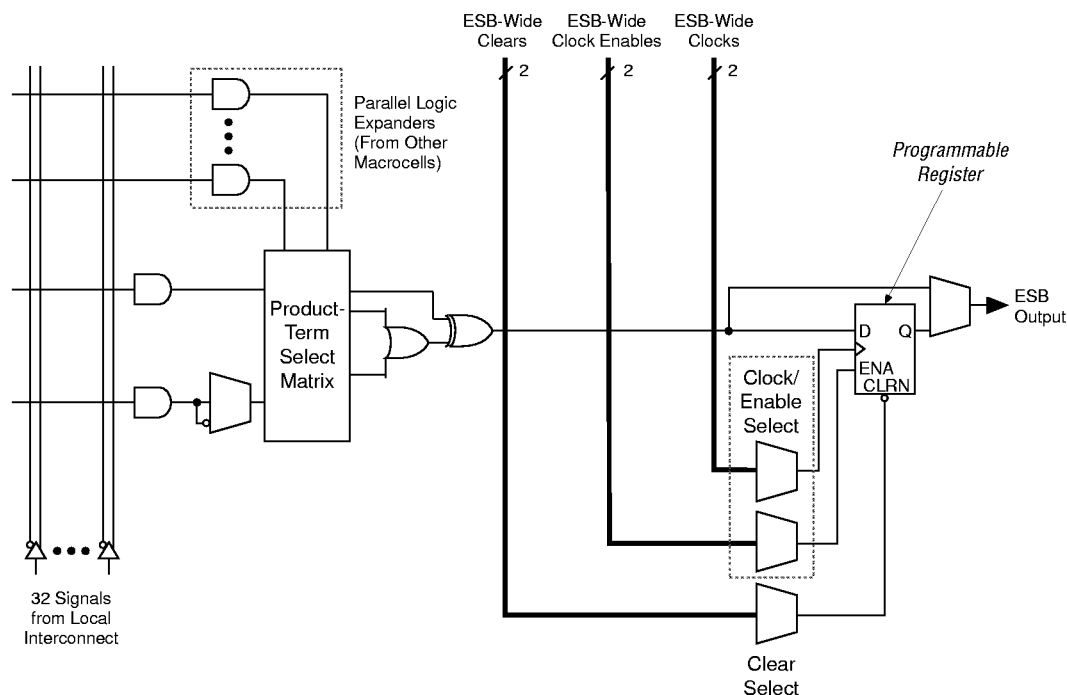 ESB-Wide
Clears
ESB-Wide
Clock Enables
ESB-Wide
Clocks
2
2
2
Parallel Logic
Expanders
(From Other
Macrocells)
Programmable
Register
Product-
Term
Select
Matrix
ESB
Output
D
Q
ENA
CLRN
Clock/
Enable
Select
32 Signals
from Local
Interconnect
Clear
Select